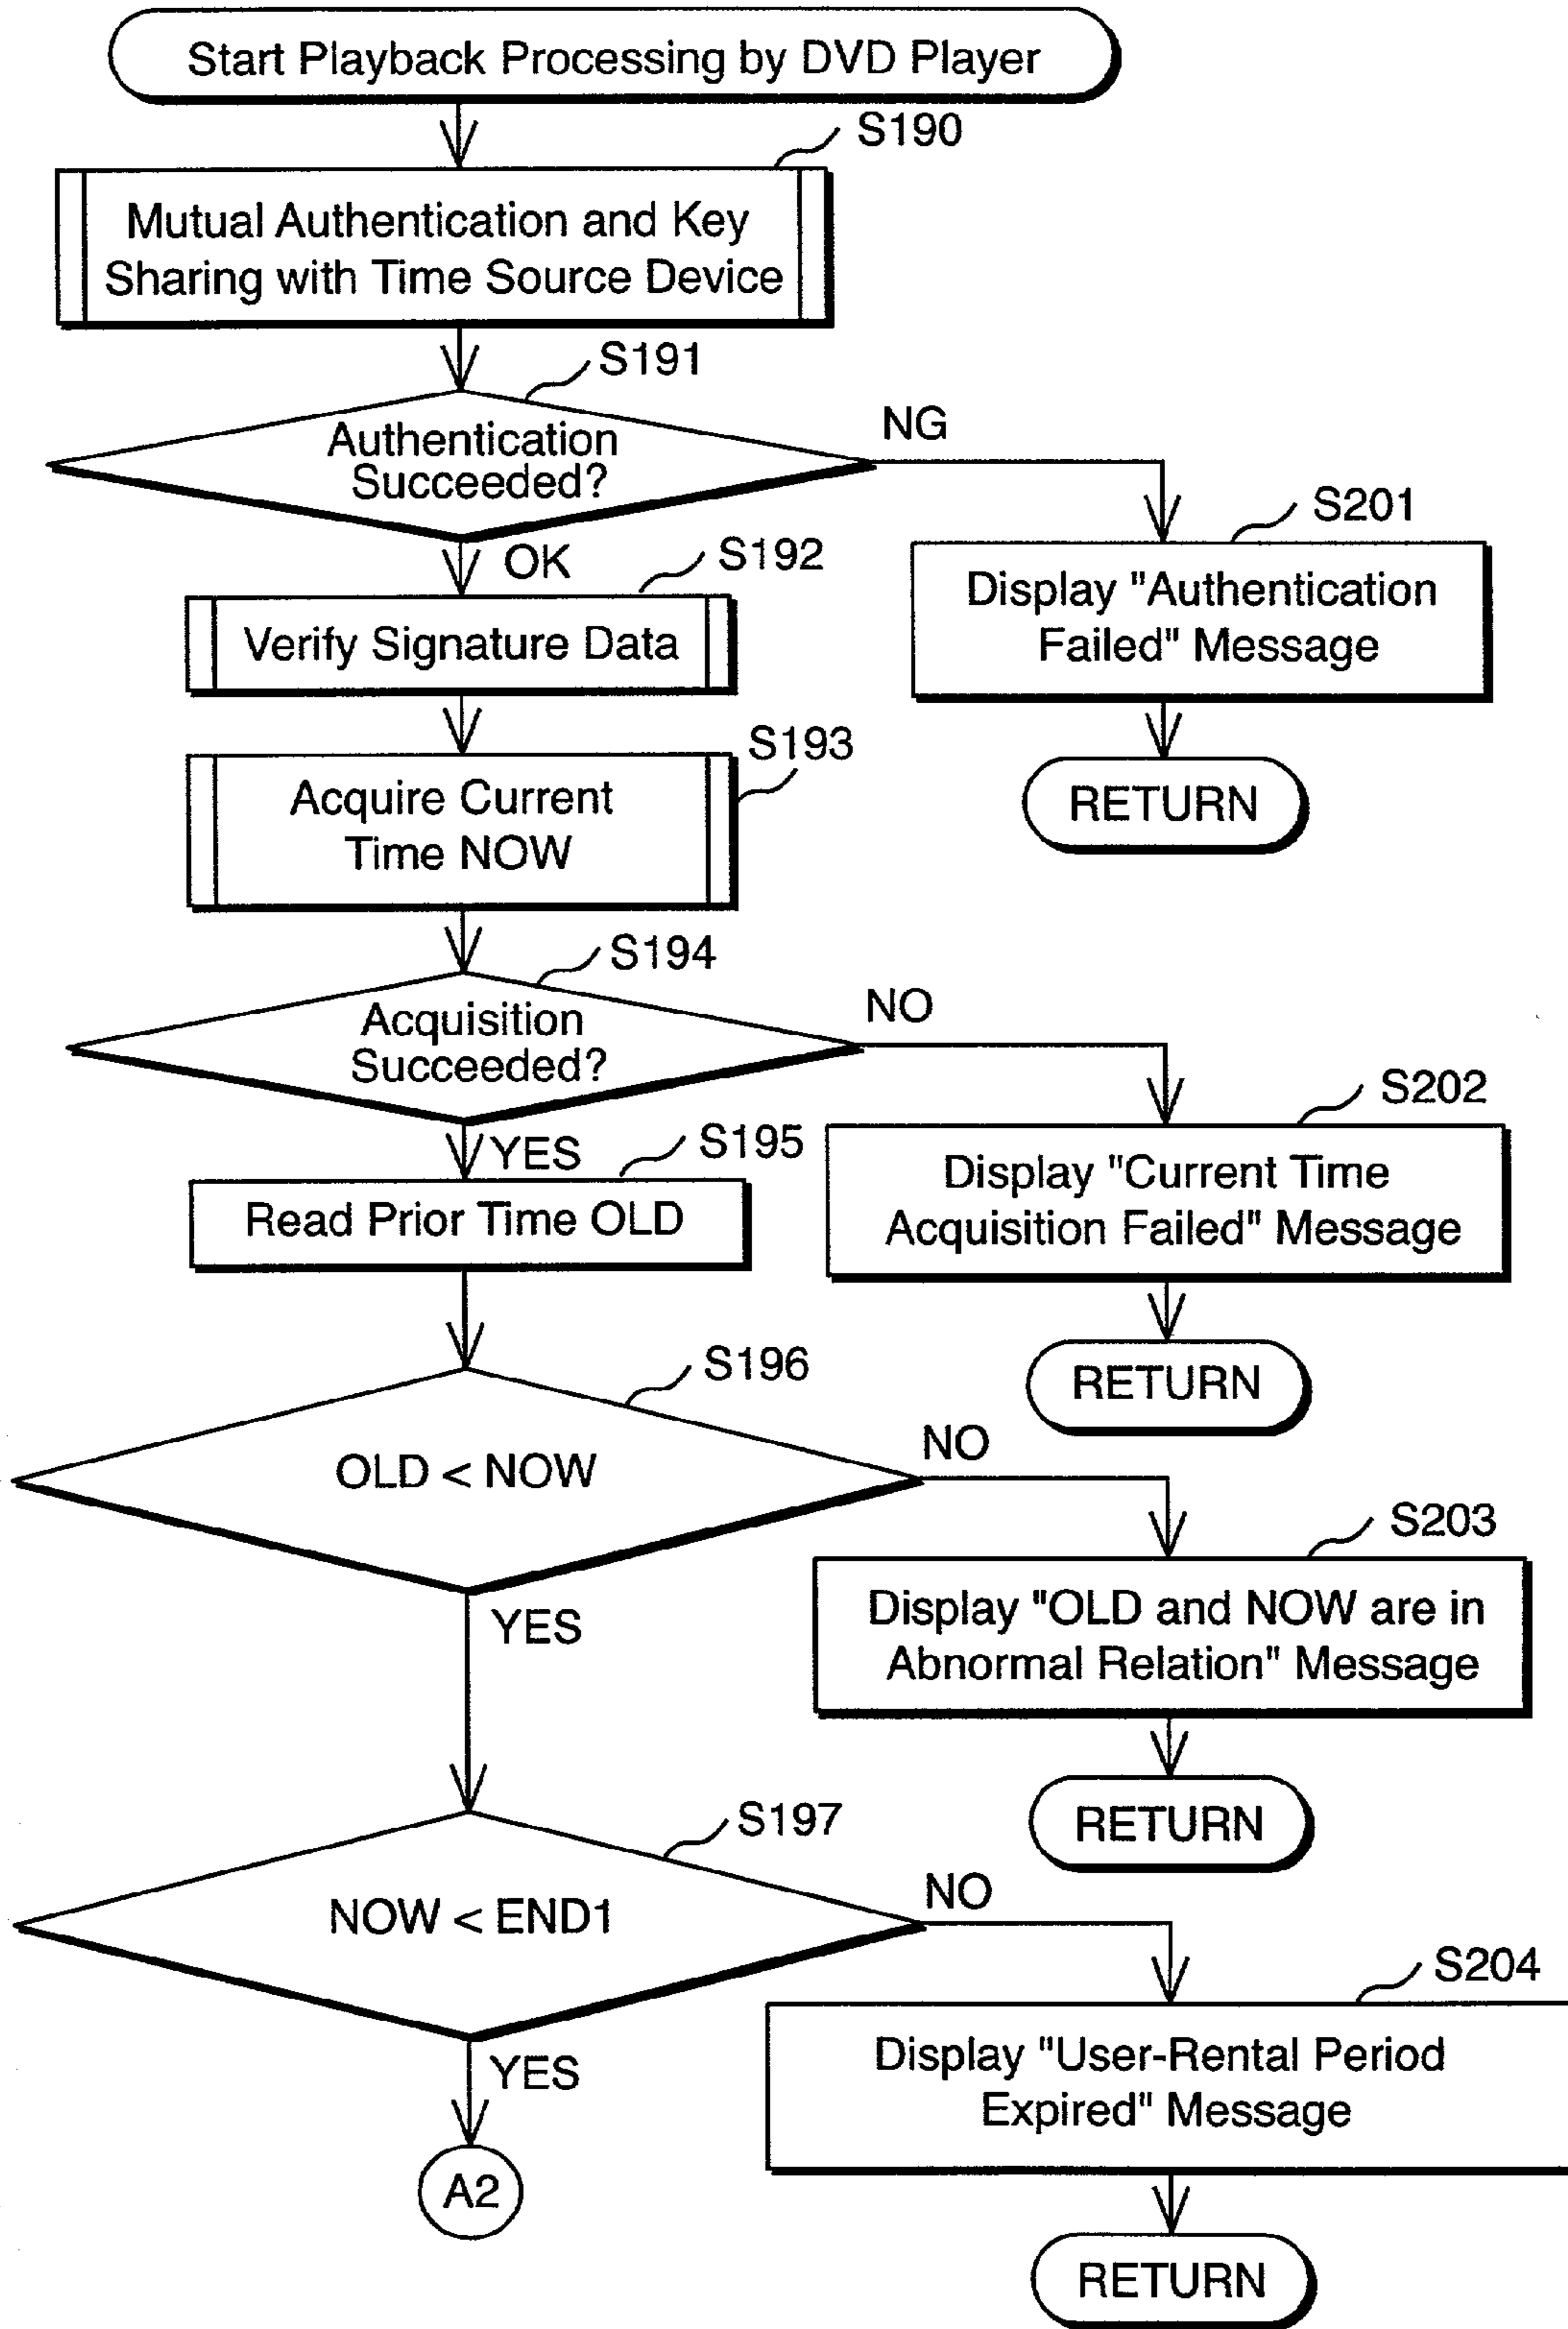 Start Playback Processing by DVD Player
S190
Mutual Authentication and Key
Sharing with Time Source Device
S191
Authentication
Succeeded?
NG
OK
S201
Display "Authentication
Failed" Message
RETURN
S192
Verify Signature Data
S193
Acquire Current
Time NOW
S194
Acquisition
Succeeded?
NO
YES
S202
Display "Current Time
Acquisition Failed" Message
RETURN
S195
Read Prior Time OLD
S196
OLD < NOW
NO
YES
S203
Display "OLD and NOW are in
Abnormal Relation" Message
RETURN
S197
NOW < END1
NO
YES
S204
Display "User-Rental Period
Expired" Message
RETURN
A2